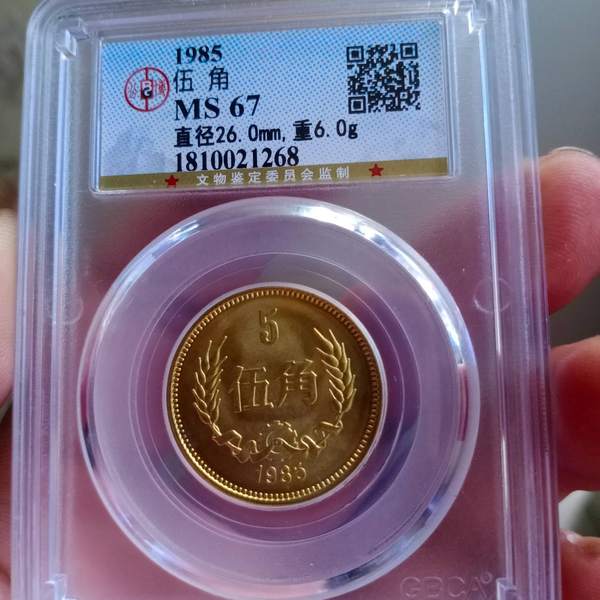 1985
伍角
MS 67
直径26.0mm,重6.0g
1810021268
★ 文物鉴定委员会监制 ★
5
伍角
1985
GBCA